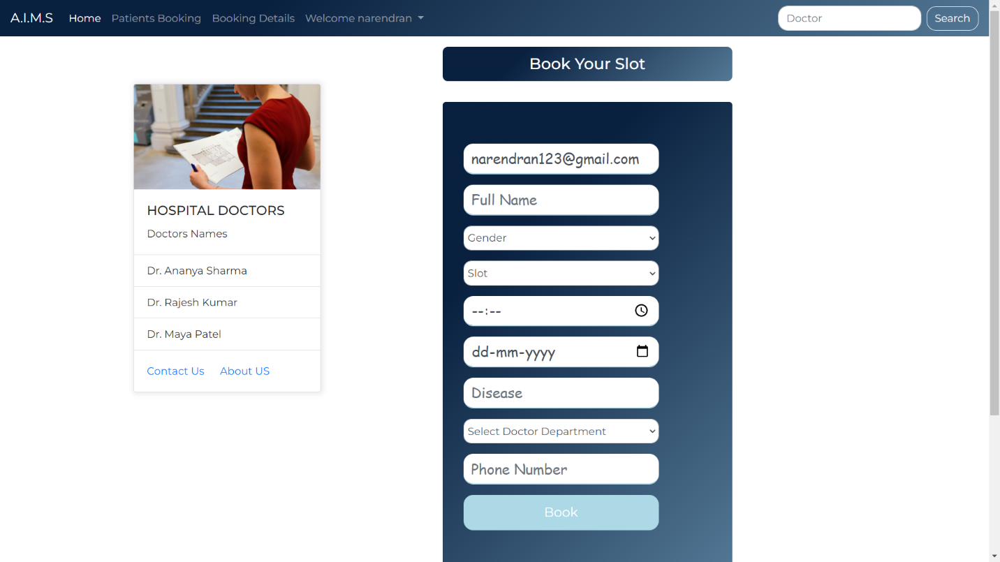 A.I.M.S Home Patients Booking Booking Details Welcome narendran Doctor Search
Book Your Slot
HOSPITAL DOCTORS
Doctors Names
Dr. Ananya Sharma
Dr. Rajesh Kumar
Dr. Maya Patel
Contact Us About US
narendran123@gmail.com
Full Name
Gender
Slot
--:--
dd-mm-yyyy
Disease
Select Doctor Department
Phone Number
Book